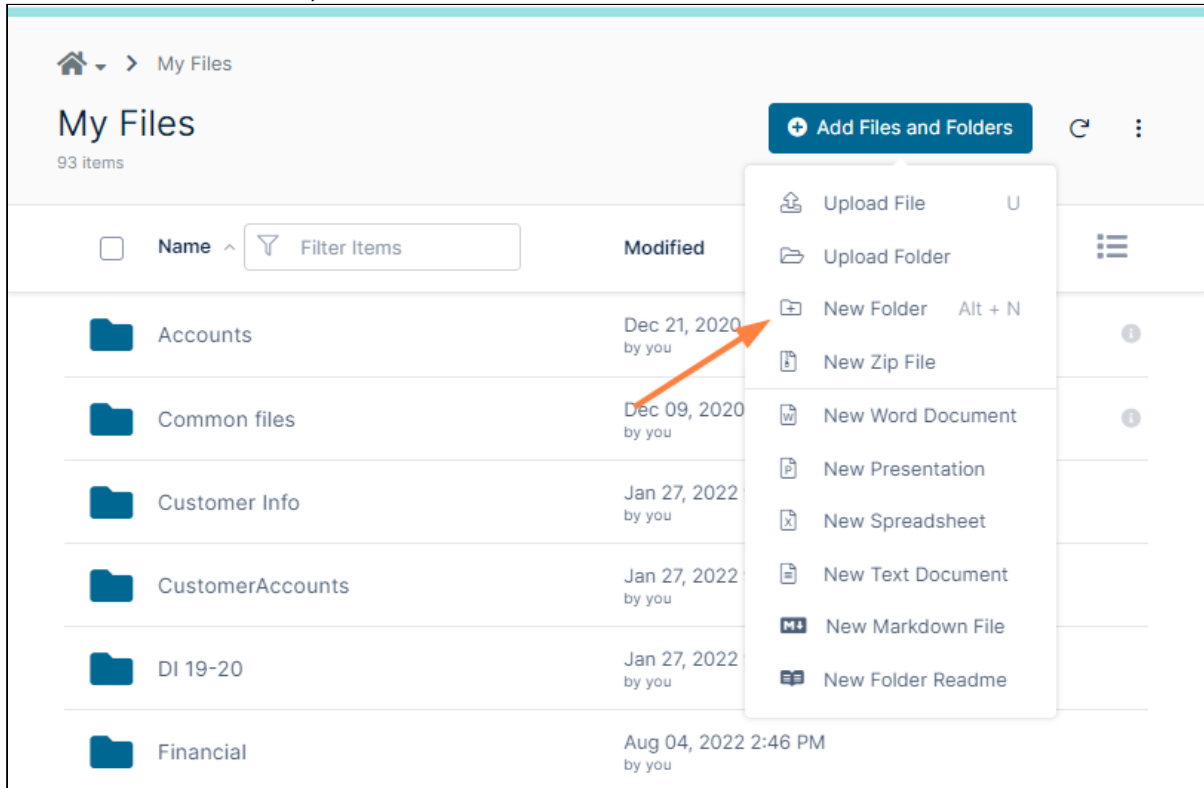 My Files
My Files
93 items
Add Files and Folders
Name
Filter Items
Modified
Upload File U
Upload Folder
New Folder Alt + N
New Zip File
New Word Document
New Presentation
New Spreadsheet
New Text Document
New Markdown File
New Folder Readme
Accounts
Dec 21, 2020
by you
Common files
Dec 09, 2020
by you
Customer Info
Jan 27, 2022
by you
CustomerAccounts
Jan 27, 2022
by you
DI 19-20
Jan 27, 2022
by you
Financial
Aug 04, 2022 2:46 PM
by you